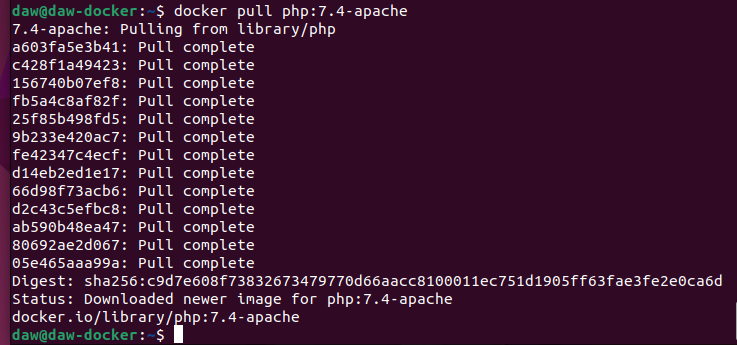 daw@daw-docker:~$ docker pull php:7.4-apache
7.4-apache: Pulling from library/php
a603fa5e3b41: Pull complete
c428f1a49423: Pull complete
156740b07ef8: Pull complete
fb5a4c8af82f: Pull complete
25f85b498fd5: Pull complete
9b233e420ac7: Pull complete
fe42347c4ecf: Pull complete
d14eb2ed1e17: Pull complete
66d98f73acb6: Pull complete
d2c43c5efbc8: Pull complete
ab590b48ea47: Pull complete
80692ae2d067: Pull complete
05e465aaa99a: Pull complete
Digest: sha256:c9d7e608f73832673479770d66aacc8100011ec751d1905ff63fae3fe2e0ca6d
Status: Downloaded newer image for php:7.4-apache
docker.io/library/php:7.4-apache
daw@daw-docker:~$